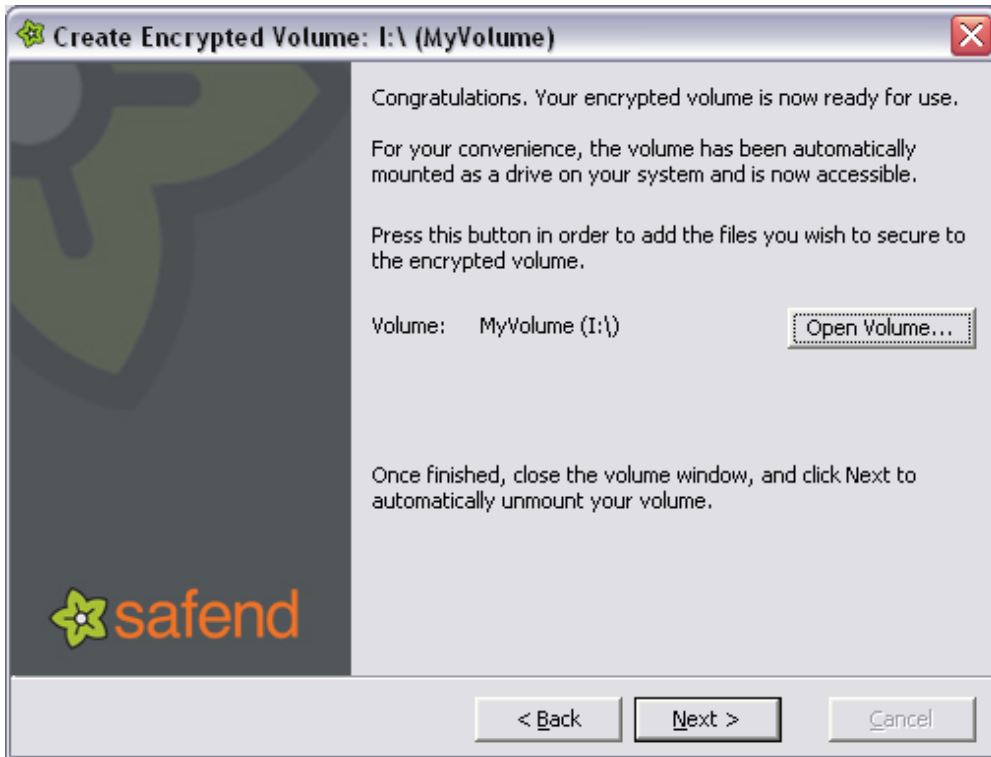 Create Encrypted Volume: I:\ (MyVolume)
Congratulations. Your encrypted volume is now ready for use.
For your convenience, the volume has been automatically
mounted as a drive on your system and is now accessible.
Press this button in order to add the files you wish to secure to
the encrypted volume.
Volume: MyVolume (I:\) Open Volume...
Once finished, close the volume window, and click Next to
automatically unmount your volume.
safend
< Back Next > Cancel